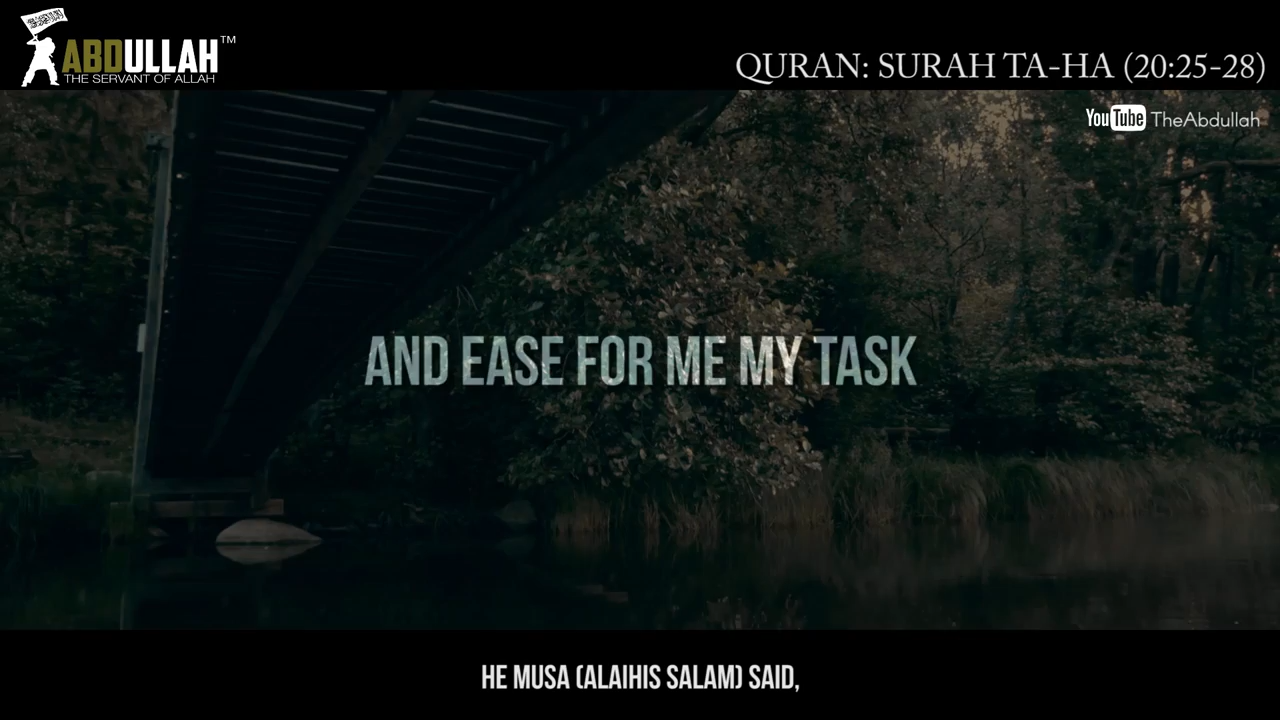 ABDULLAH™
THE SERVANT OF ALLAH
QURAN: SURAH TA-HA (20:25-28)
YouTube TheAbdullah
AND EASE FOR ME MY TASK
HE MUSA (ALAIHIS SALAM) SAID,